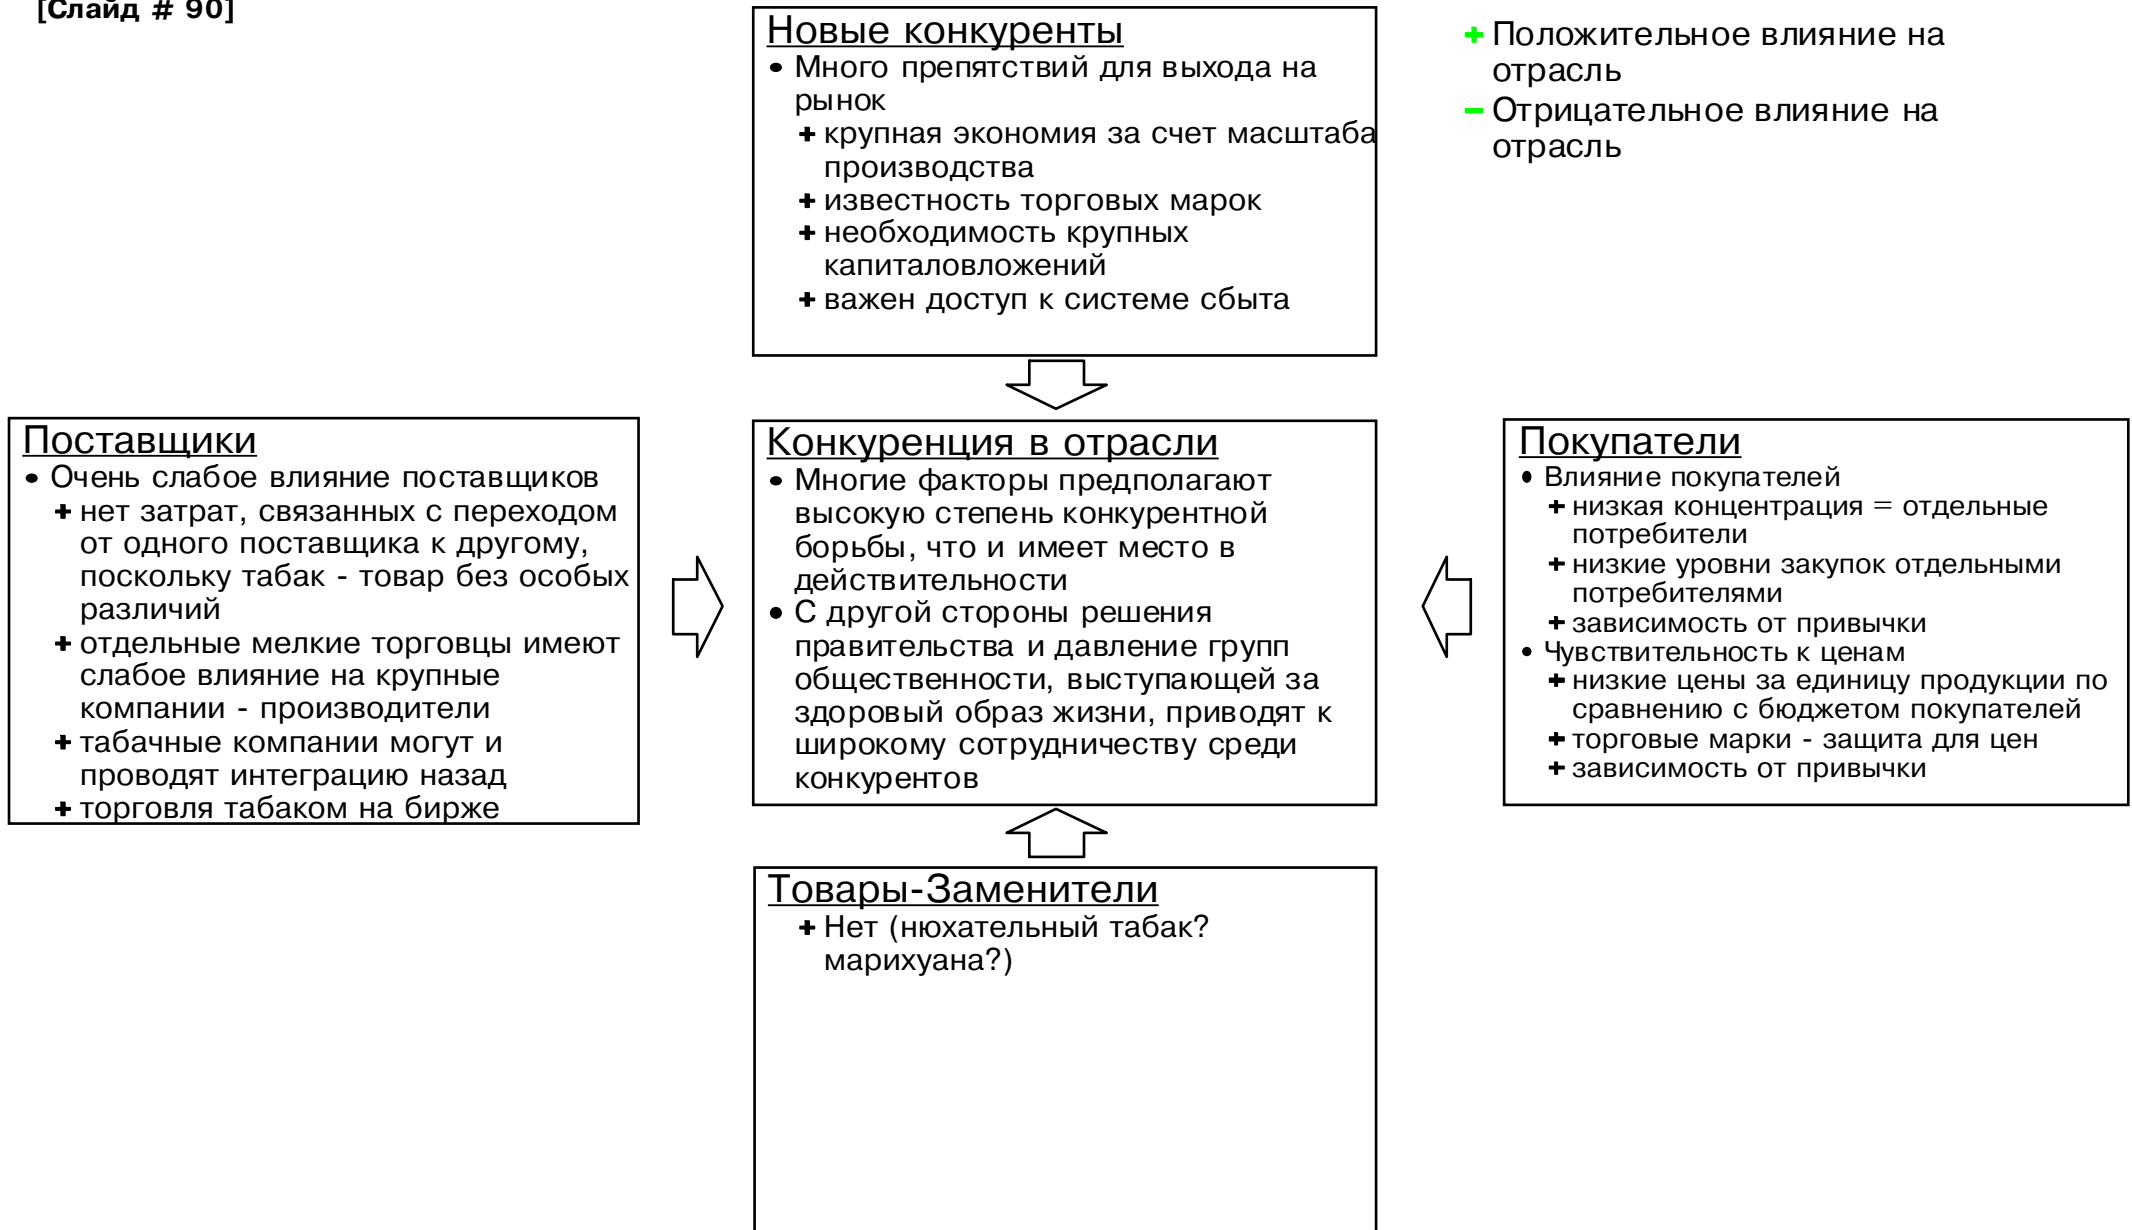 [Слайд # 90]
Новые конкуренты
• Много препятствий для выхода на
рынок
+ крупная экономия за счет масштаба
производства
+ известность торговых марок
+ необходимость крупных
капиталовложений
+ важен доступ к системе сбыта
+ Положительное влияние на
отрасль
– Отрицательное влияние на
отрасль
Поставщики
• Очень слабое влияние поставщиков
+ нет затрат, связанных с переходом
от одного поставщика к другому,
поскольку табак - товар без особых
различий
+ отдельные мелкие торговцы имеют
слабое влияние на крупные
компании - производители
+ табачные компании могут и
проводят интеграцию назад
+ торговля табаком на бирже
Конкуренция в отрасли
• Многие факторы предполагают
высокую степень конкурентной
борьбы, что и имеет место в
действительности
• С другой стороны решения
правительства и давление групп
общественности, выступающей за
здоровый образ жизни, приводят к
широкому сотрудничеству среди
конкурентов
Покупатели
• Влияние покупателей
+ низкая концентрация = отдельные
потребители
+ низкие уровни закупок отдельными
потребителями
+ зависимость от привычки
• Чувствительность к ценам
+ низкие цены за единицу продукции по
сравнению с бюджетом покупателей
+ торговые марки - защита для цен
+ зависимость от привычки
Товары-Заменители
+ Нет (нюхательный табак?
марихуана?)